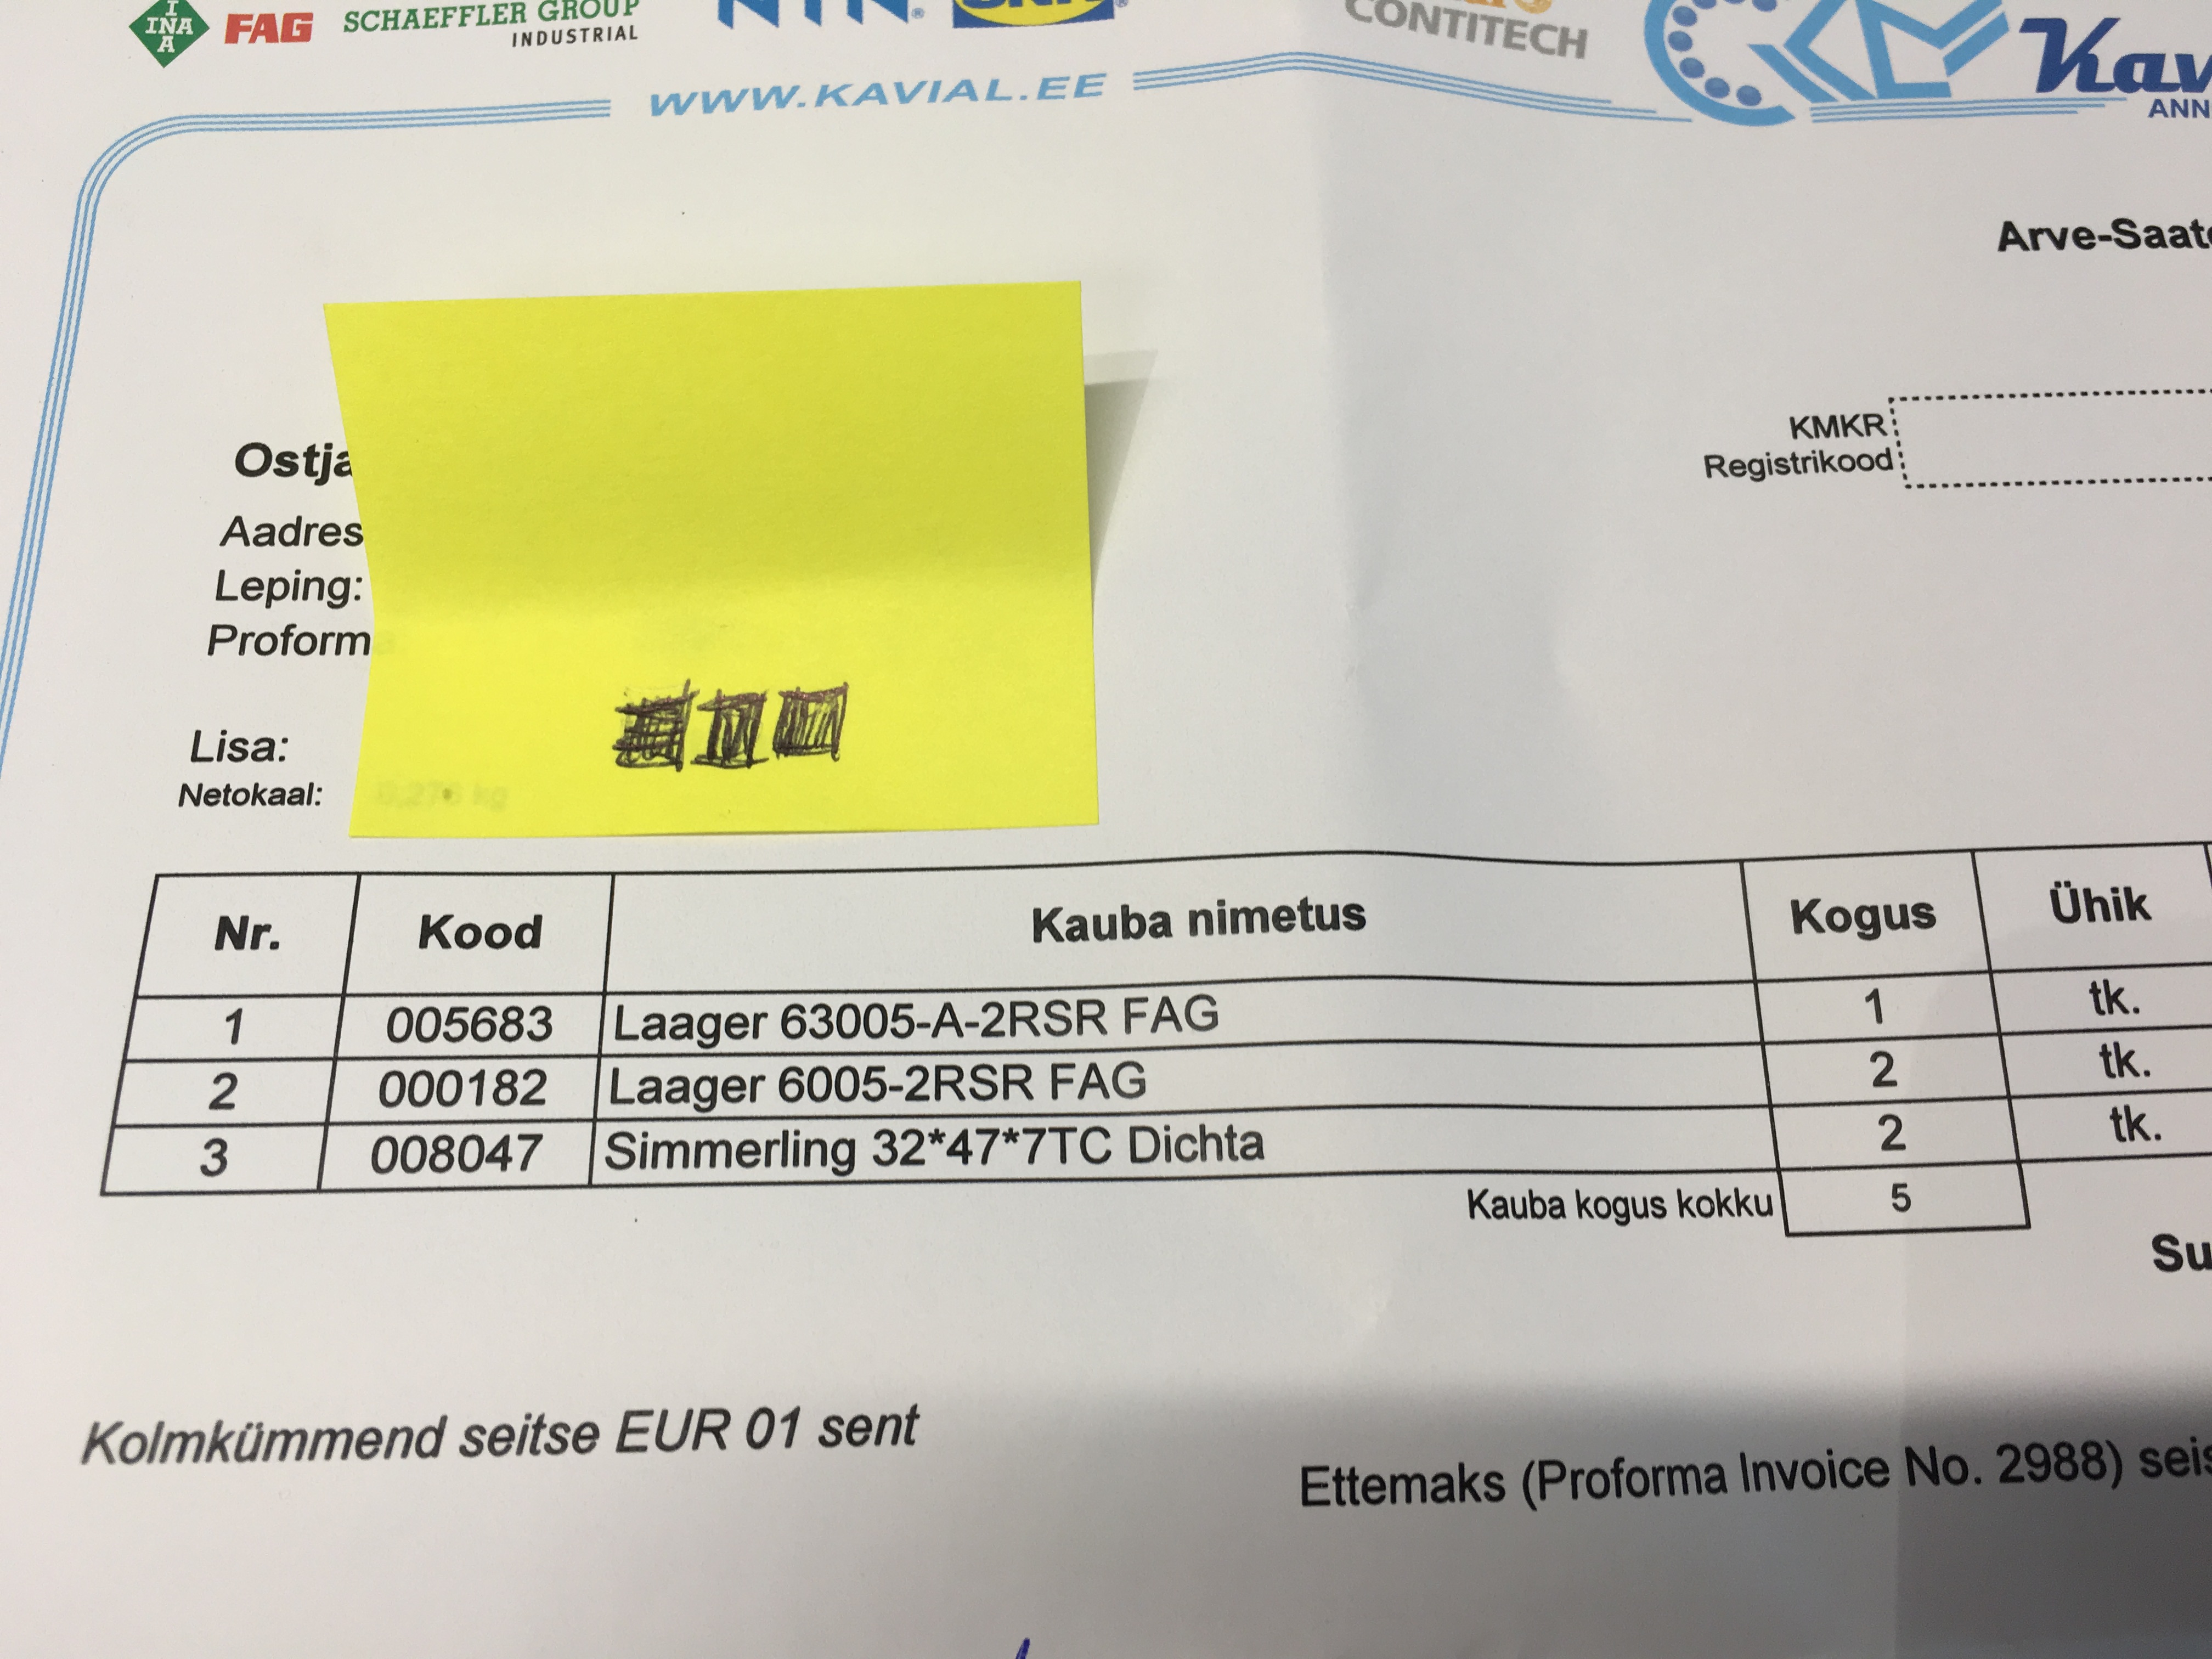 INA
FAG
SCHAEFFLER GROUP
INDUSTRIAL
NTN®
CONTITECH
WWW.KAVIAL.EE
Arve-Saat
KMKR
Registrikood
Ostja
Aadres
Leping:
Proform
Lisa:
Netokaal:
Nr. Kood Kauba nimetus Kogus Ühik
1 005683 Laager 63005-A-2RSR FAG 1 tk.
2 000182 Laager 6005-2RSR FAG 2 tk.
3 008047 Simmerling 32*47*7TC Dichta 2 tk.
Kauba kogus kokku 5
Su
Kolmkümmend seitse EUR 01 sent
Ettemaks (Proforma Invoice No. 2988) seis